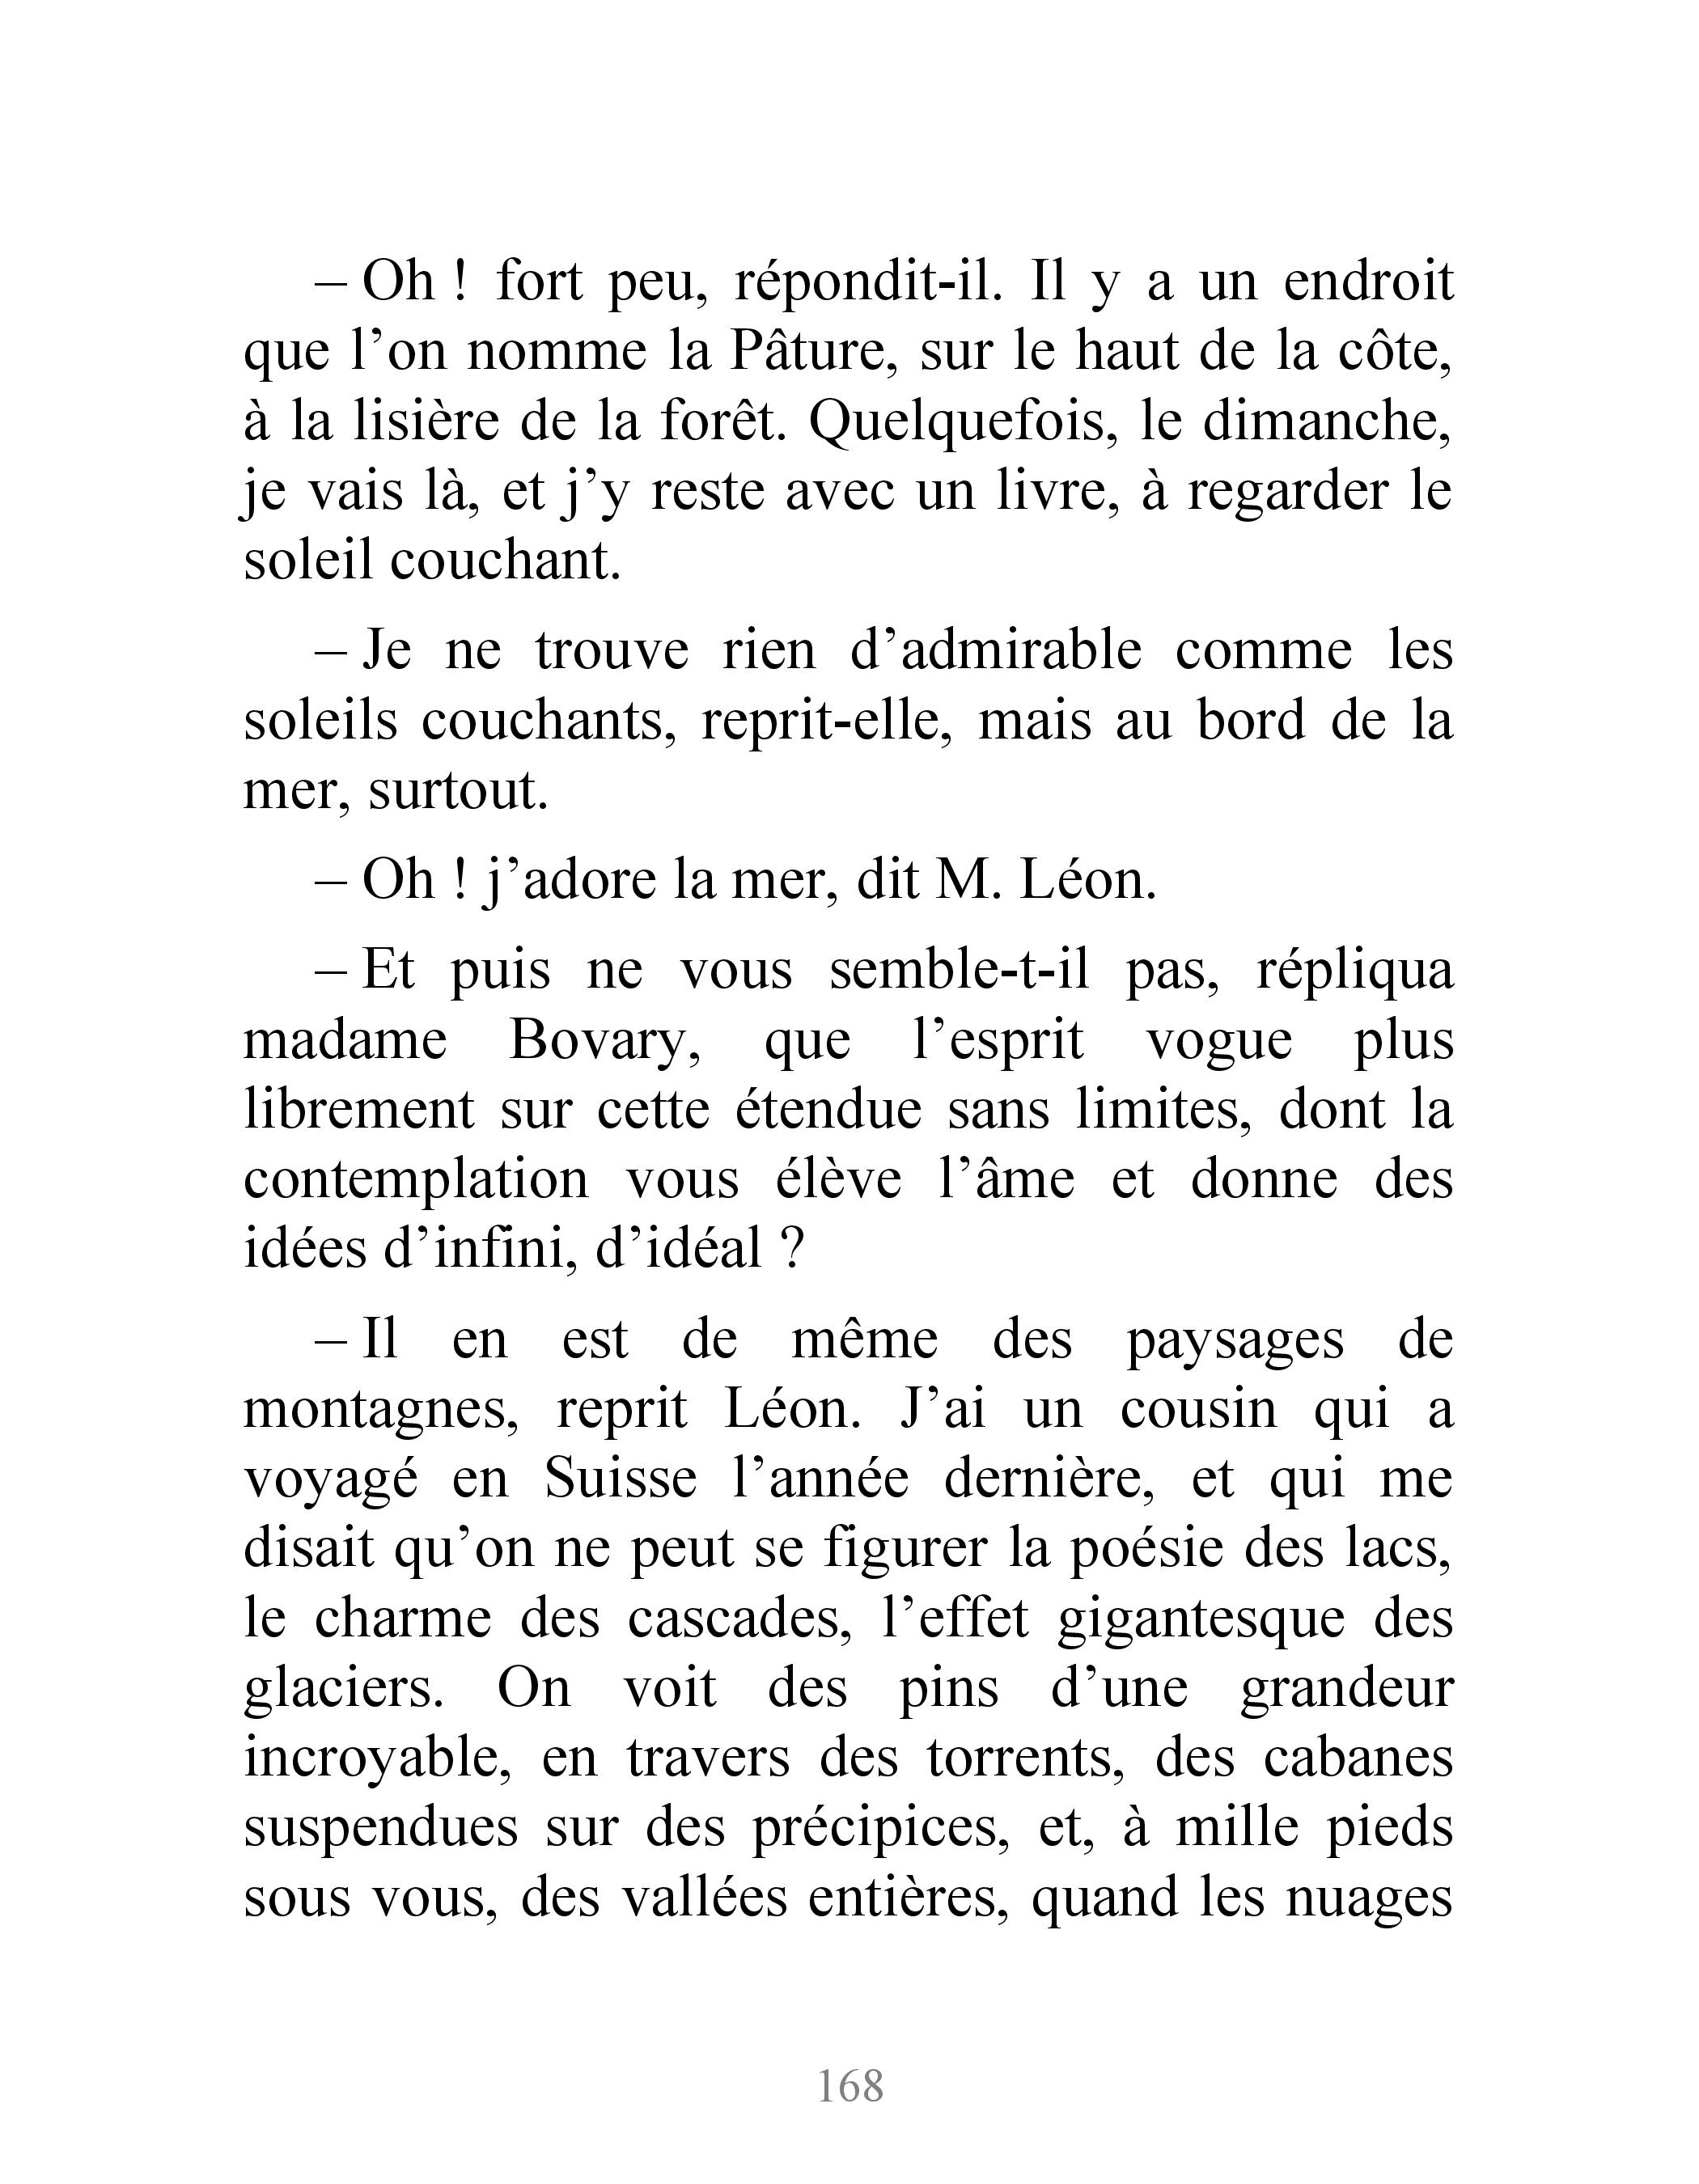 – Oh ! fort peu, répondit-il. Il y a un endroit
que l’on nomme la Pâture, sur le haut de la côte,
à la lisière de la forêt. Quelquefois, le dimanche,
je vais là, et j’y reste avec un livre, à regarder le
soleil couchant.
– Je ne trouve rien d’admirable comme les
soleils couchants, reprit-elle, mais au bord de la
mer, surtout.
– Oh ! j’adore la mer, dit M. Léon.
– Et puis ne vous semble-t-il pas, répliqua
madame Bovary, que l’esprit vogue plus
librement sur cette étendue sans limites, dont la
contemplation vous élève l’âme et donne des
idées d’infini, d’idéal ?
– Il en est de même des paysages de
montagnes, reprit Léon. J’ai un cousin qui a
voyagé en Suisse l’année dernière, et qui me
disait qu’on ne peut se figurer la poésie des lacs,
le charme des cascades, l’effet gigantesque des
glaciers. On voit des pins d’une grandeur
incroyable, en travers des torrents, des cabanes
suspendues sur des précipices, et, à mille pieds
sous vous, des vallées entières, quand les nuages
168